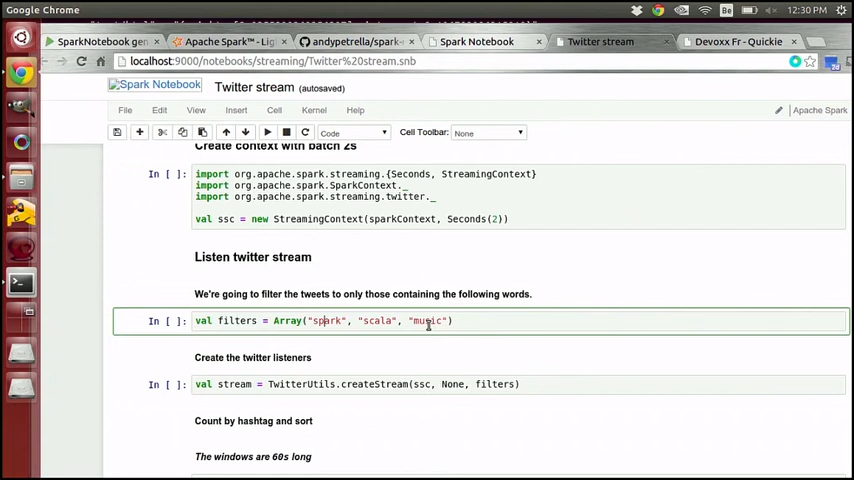 Google Chrome
Be
12:30 PM
SparkNotebook gen
Apache Spark™ - Li
andypetrella/spark-
Spark Notebook
Twitter stream
Devoxx Fr - Quickie
localhost:9000/notebooks/streaming/Twitter%20stream.snb
Spark Notebook
Twitter stream (autosaved)
File Edit View Insert Cell Kernel Help
Apache Spark
Code
Cell Toolbar: None
Create context with batch 2s
In [ ]: import org.apache.spark.streaming.{Seconds, StreamingContext}
import org.apache.spark.SparkContext._
import org.apache.spark.streaming.twitter._
val ssc = new StreamingContext(sparkContext, Seconds(2))
Listen twitter stream
We're going to filter the tweets to only those containing the following words.
In [ ]: val filters = Array("spark", "scala", "music")
Create the twitter listeners
In [ ]: val stream = TwitterUtils.createStream(ssc, None, filters)
Count by hashtag and sort
The windows are 60s long